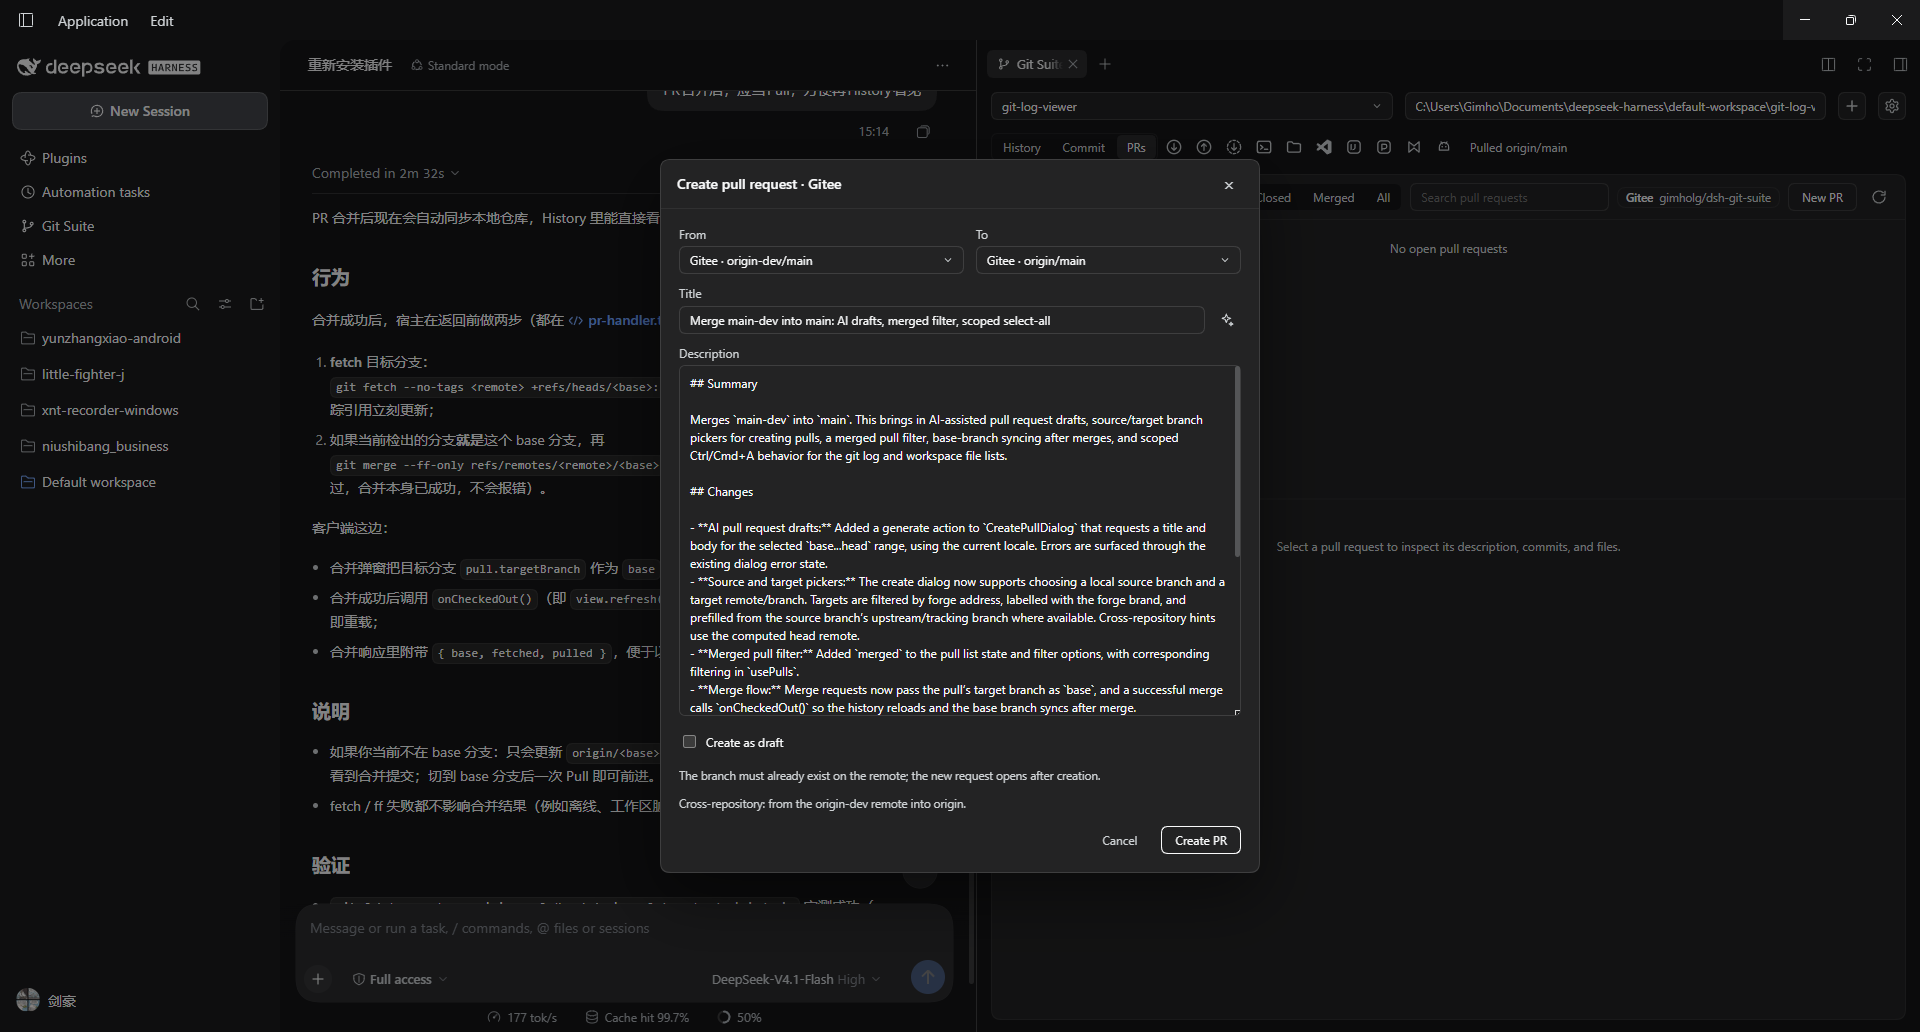 Application Edit
deepseek HARNESS
New Session
Plugins
Automation tasks
Git Suite
More
Workspaces
yunzhangxiao-android
little-fighter-j
xnt-recorder-windows
niushibang_business
Default workspace
剑豪
重新安装插件 Standard mode
15:14
Completed in 2m 32s
PR 合并后现在会自动同步本地仓库，History 里能直接看
行为
合并成功后，宿主在返回前做两步（都在 </> pr-handler.t
1. fetch 目标分支：
git fetch --no-tags <remote> +refs/heads/<base>:
踪引用立刻更新；
2. 如果当前检出的分支就是这个 base 分支，再
git merge --ff-only refs/remotes/<remote>/<base>
过，合并本身已成功，不会报错）。
客户端这边：
• 合并弹窗把目标分支 pull.targetBranch 作为 base
• 合并成功后调用 onCheckedOut() （即 view.refresh(
即重载；
• 合并响应里附带 { base, fetched, pulled } ，便于
说明
• 如果你当前不在 base 分支：只会更新 origin/<base>
看到合并提交；切到 base 分支后一次 Pull 即可前进。
• fetch / ff 失败都不影响合并结果（例如离线、工作区
验证
Message or run a task, / commands, @ files or sessions
Full access
DeepSeek-V4.1-Flash High
177 tok/s Cache hit 99.7% 50%
Git Suit
git-log-viewer
C:\Users\Gimho\Documents\deepseek-harness\default-workspace\git-log-v
History Commit PRs Pulled origin/main
Closed Merged All Search pull requests Gitee gimholg/dsh-git-suite New PR
No open pull requests
Select a pull request to inspect its description, commits, and files.
Create pull request · Gitee
From To
Gitee · origin-dev/main Gitee · origin/main
Title
Merge main-dev into main: AI drafts, merged filter, scoped select-all
Description
## Summary
Merges `main-dev` into `main`. This brings in AI-assisted pull request drafts, source/target branch
pickers for creating pulls, a merged pull filter, base-branch syncing after merges, and scoped
Ctrl/Cmd+A behavior for the git log and workspace file lists.
## Changes
- **AI pull request drafts:** Added a generate action to `CreatePullDialog` that requests a title and
body for the selected `base...head` range, using the current locale. Errors are surfaced through the
existing dialog error state.
- **Source and target pickers:** The create dialog now supports choosing a local source branch and a
target remote/branch. Targets are filtered by forge address, labelled with the forge brand, and
prefilled from the source branch's upstream/tracking branch where available. Cross-repository hints
use the computed head remote.
- **Merged pull filter:** Added `merged` to the pull list state and filter options, with corresponding
filtering in `usePulls`.
- **Merge flow:** Merge requests now pass the pull's target branch as `base`, and a successful merge
calls `onCheckedOut()` so the history reloads and the base branch syncs after merge.
Create as draft
The branch must already exist on the remote; the new request opens after creation.
Cross-repository: from the origin-dev remote into origin.
Cancel Create PR